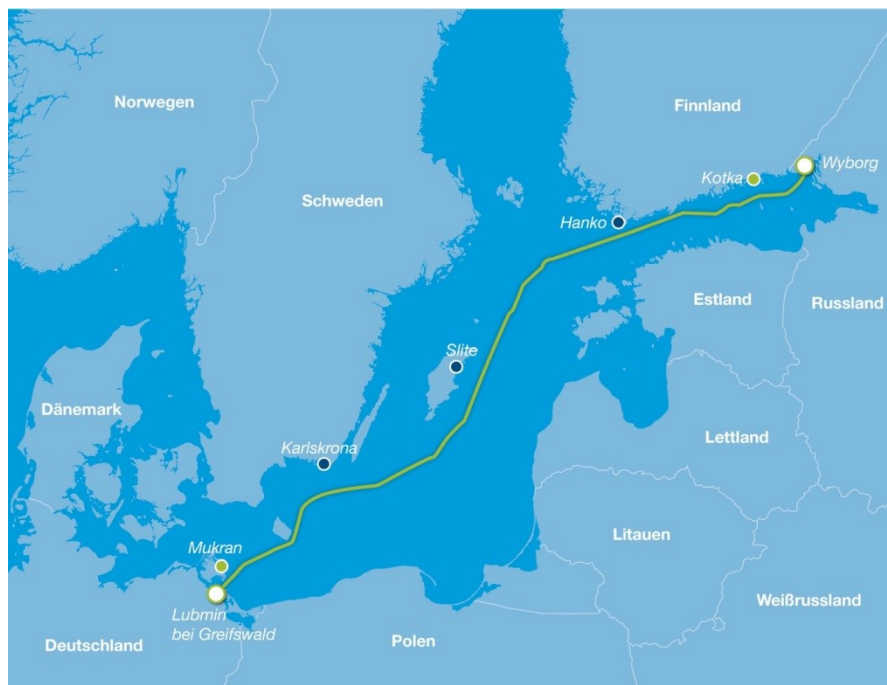 Norwegen
Finnland
Wyborg
Kotka
Schweden
Hanko
Estland
Russland
Slite
Dänemark
Lettland
Karlskrona
Litauen
Mukran
Weißrussland
Lubmin
bei Greifswald
Deutschland
Polen